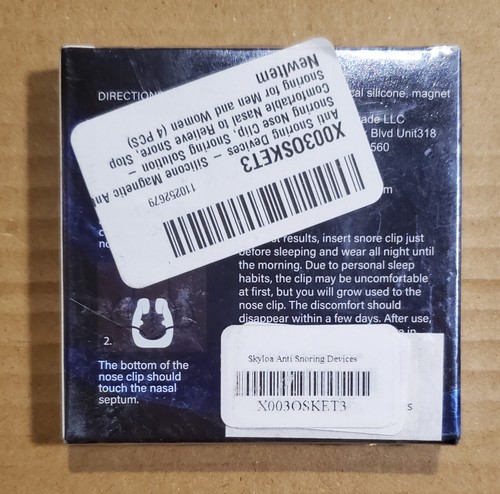 DIRECTION
cal silicone, magnet
ade LLC
Blvd Unit318
560
m
X003OSKET3
Anti Snoring Devices – Silicone Magnetic Anti
Snoring Nose Clip, Snoring Solution -
Comfortable Nasal to Relieve Snore, Stop
Snoring for Men and Women (4 PCS)
NewItem
110252679
c
no
st results, insert snore clip just
before sleeping and wear all night until
the morning. Due to personal sleep
habits, the clip may be uncomfortable
at first, but you will grow used to the
nose clip. The discomfort should
disappear within a few days. After use,
in
2.
The bottom of the
nose clip should
touch the nasal
septum.
Skyloa Anti Snoring Devices
X003OSKET3
s